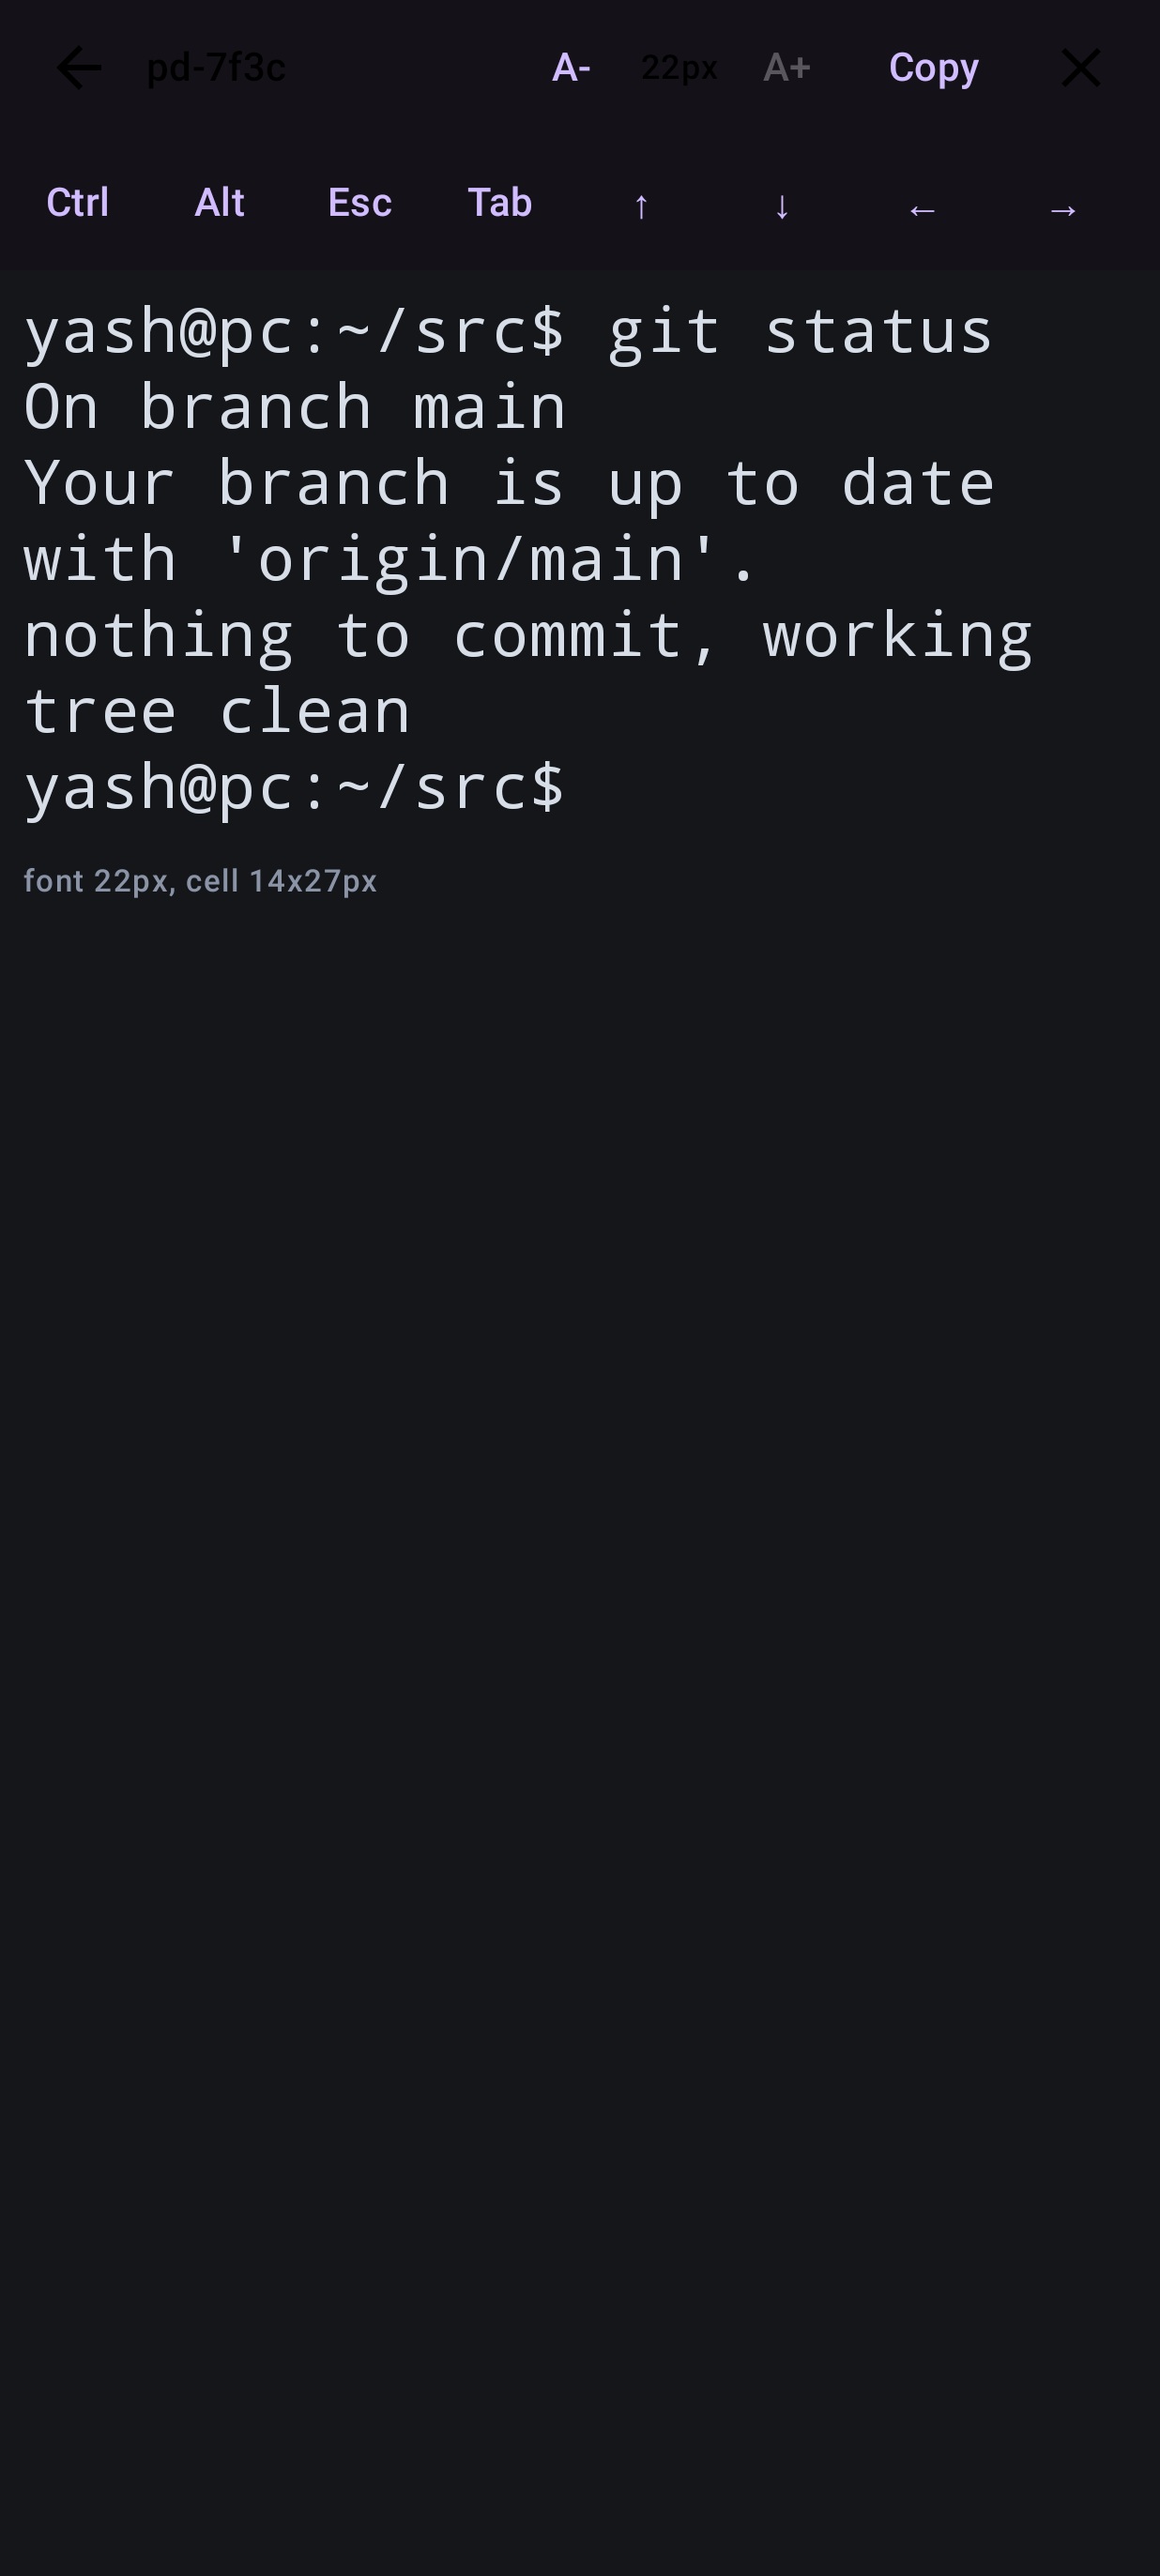 pd-7f3c A- 22px A+ Copy
Ctrl Alt Esc Tab ↑ ↓ ← →
yash@pc:~/src$ git status
On branch main
Your branch is up to date
with 'origin/main'.
nothing to commit, working
tree clean
yash@pc:~/src$
font 22px, cell 14x27px